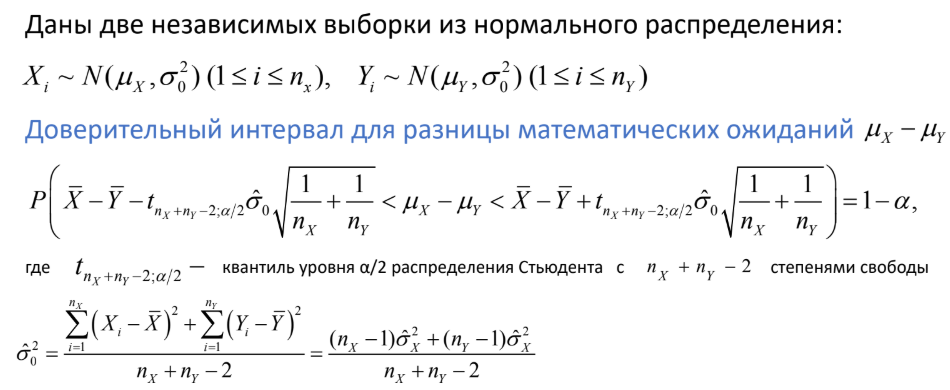 Даны две независимых выборки из нормального распределения:
$X_i \sim N(\mu_X, \sigma_0^2)\,(1 \le i \le n_x), \quad Y_i \sim N(\mu_Y, \sigma_0^2)\,(1 \le i \le n_Y)$
Доверительный интервал для разницы математических ожиданий $\mu_X - \mu_Y$
$P\left( \bar{X} - \bar{Y} - t_{n_X+n_Y-2;\alpha/2}\hat{\sigma}_0\sqrt{\frac{1}{n_X}+\frac{1}{n_Y}} < \mu_X - \mu_Y < \bar{X} - \bar{Y} + t_{n_X+n_Y-2;\alpha/2}\hat{\sigma}_0\sqrt{\frac{1}{n_X}+\frac{1}{n_Y}} \right) = 1 - \alpha,$
где $t_{n_X+n_Y-2;\alpha/2}$ — квантиль уровня α/2 распределения Стьюдента с $n_X + n_Y - 2$ степенями свободы
$\hat{\sigma}_0^2 = \frac{\sum_{i=1}^{n_X}(X_i - \bar{X})^2 + \sum_{i=1}^{n_Y}(Y_i - \bar{Y})^2}{n_X + n_Y - 2} = \frac{(n_X - 1)\hat{\sigma}_X^2 + (n_Y - 1)\hat{\sigma}_X^2}{n_X + n_Y - 2}$